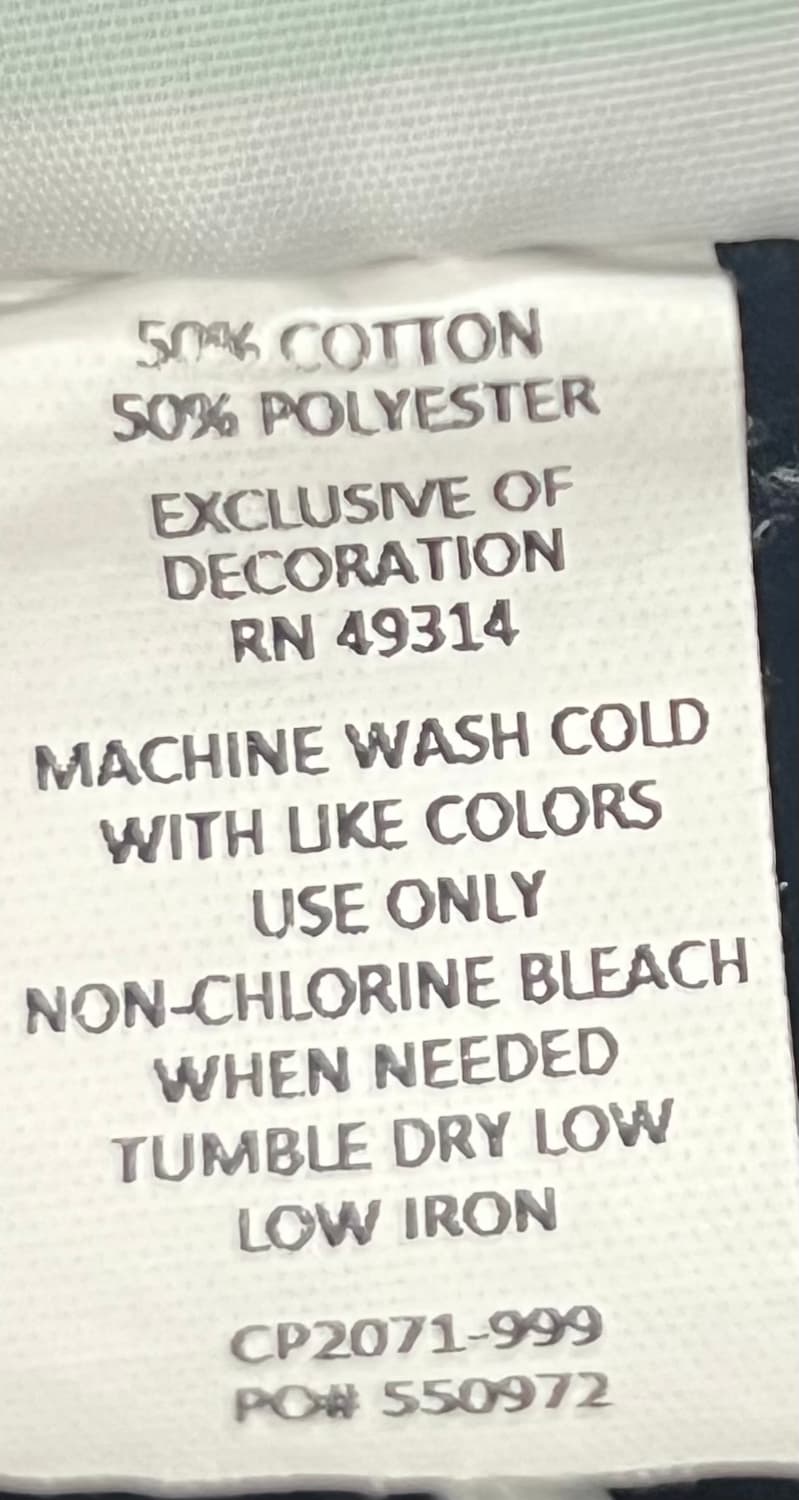 50% COTTON
50% POLYESTER
EXCLUSIVE OF
DECORATION
RN 49314
MACHINE WASH COLD
WITH LIKE COLORS
USE ONLY
NON-CHLORINE BLEACH
WHEN NEEDED
TUMBLE DRY LOW
LOW IRON
CP2071-999
PO# 550972